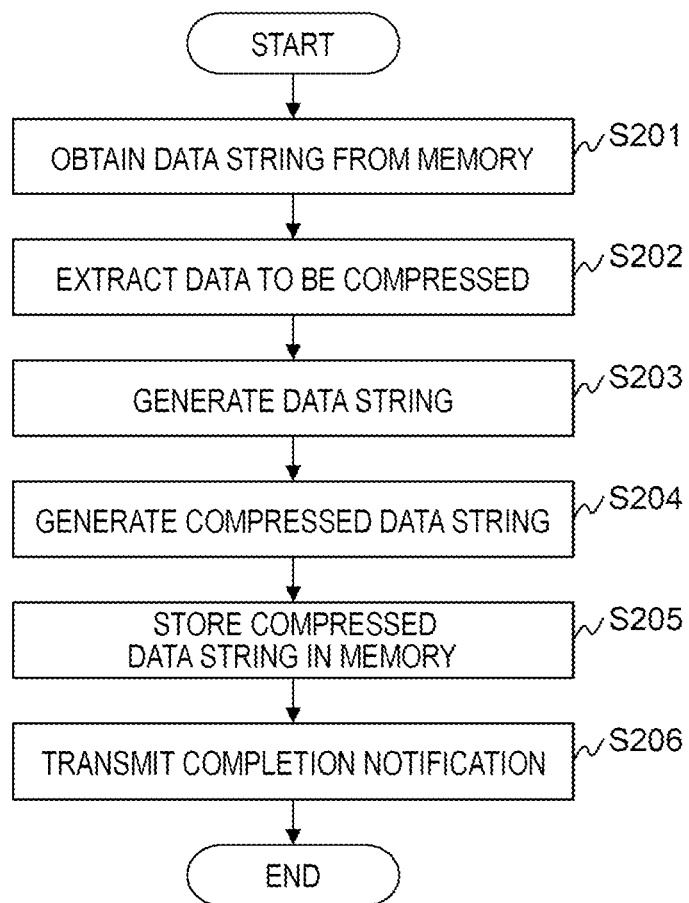 START
OBTAIN DATA STRING FROM MEMORY
S201
EXTRACT DATA TO BE COMPRESSED
S202
GENERATE DATA STRING
S203
GENERATE COMPRESSED DATA STRING
S204
STORE COMPRESSED
DATA STRING IN MEMORY
S205
TRANSMIT COMPLETION NOTIFICATION
S206
END